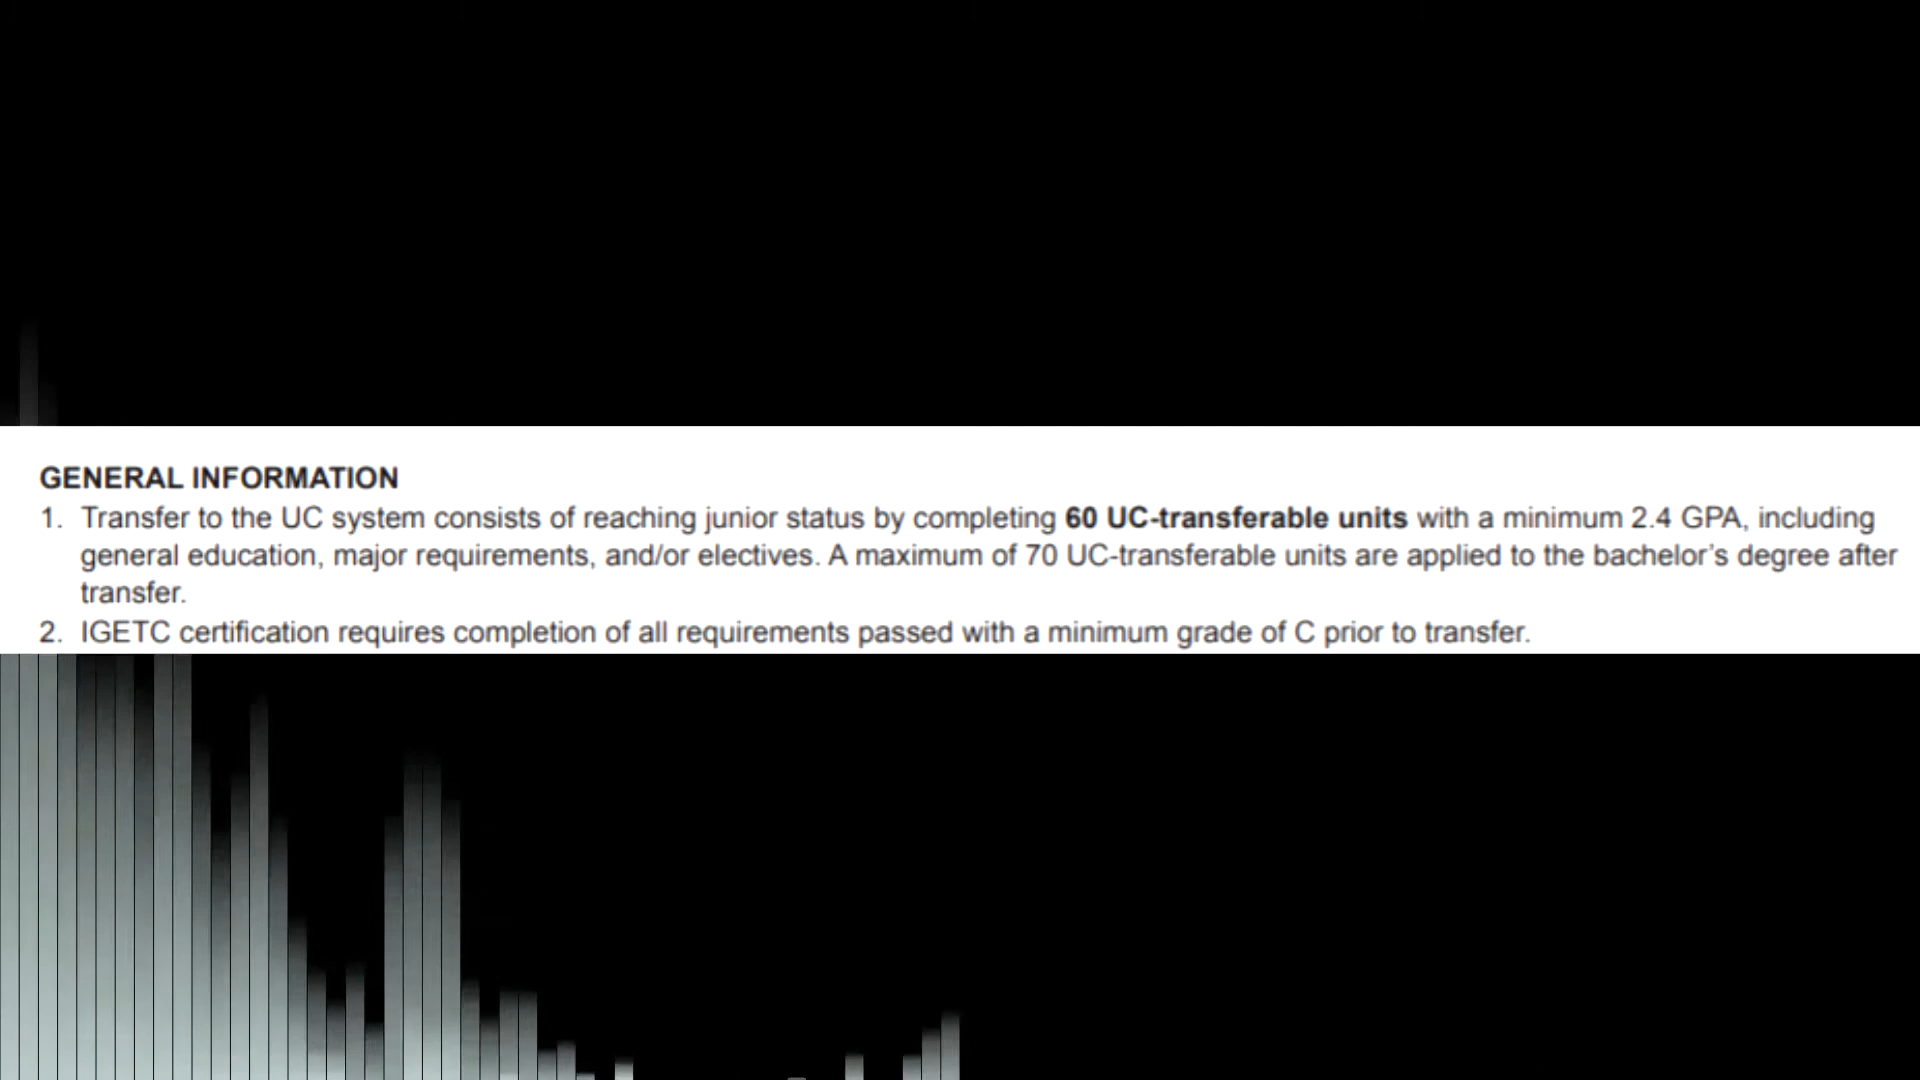 GENERAL INFORMATION
1. Transfer to the UC system consists of reaching junior status by completing 60 UC-transferable units with a minimum 2.4 GPA, including
general education, major requirements, and/or electives. A maximum of 70 UC-transferable units are applied to the bachelor’s degree after
transfer.
2. IGETC certification requires completion of all requirements passed with a minimum grade of C prior to transfer.